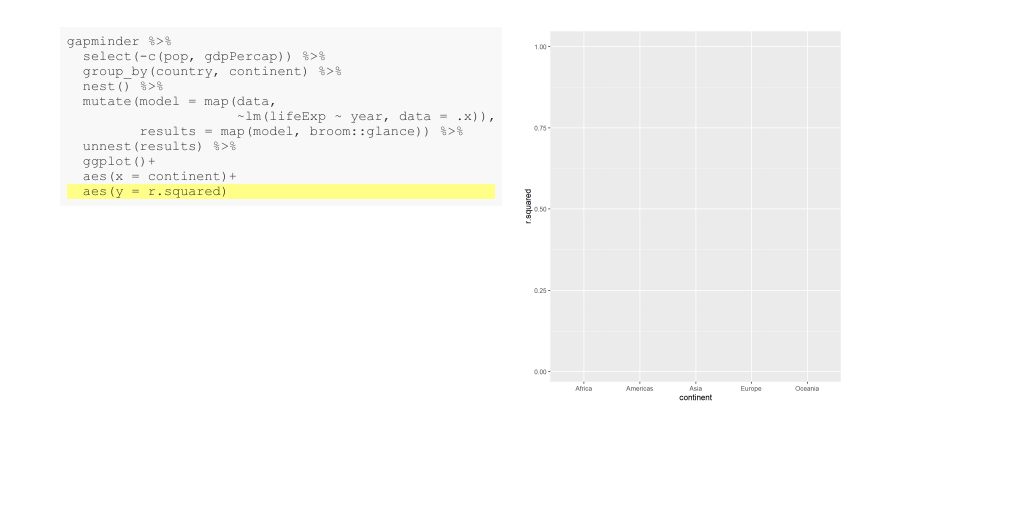 gapminder %>%
  select(-c(pop, gdpPercap)) %>%
  group_by(country, continent) %>%
  nest() %>%
  mutate(model = map(data,
                     ~lm(lifeExp ~ year, data = .x)),
         results = map(model, broom::glance)) %>%
  unnest(results) %>%
  ggplot()+
  aes(x = continent)+
  aes(y = r.squared)
1.00
0.75
0.50
0.25
0.00
r.squared
Africa Americas Asia Europe Oceania
continent